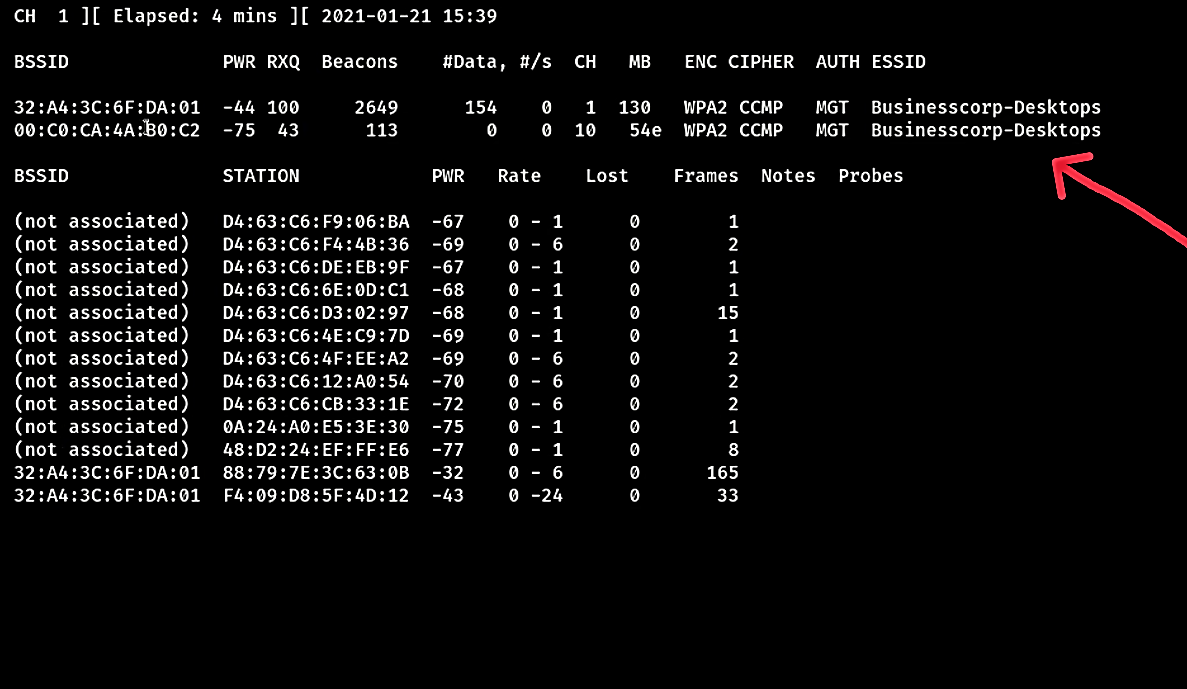 CH 1 ][ Elapsed: 4 mins ][ 2021-01-21 15:39
BSSID PWR RXQ Beacons #Data, #/s CH MB ENC CIPHER AUTH ESSID
32:A4:3C:6F:DA:01 -44 100 2649 154 0 1 130 WPA2 CCMP MGT Businesscorp-Desktops
00:C0:CA:4A:B0:C2 -75 43 113 0 0 10 54e WPA2 CCMP MGT Businesscorp-Desktops
BSSID STATION PWR Rate Lost Frames Notes Probes
(not associated) D4:63:C6:F9:06:BA -67 0 - 1 0 1
(not associated) D4:63:C6:F4:4B:36 -69 0 - 6 0 2
(not associated) D4:63:C6:DE:EB:9F -67 0 - 1 0 1
(not associated) D4:63:C6:6E:0D:C1 -68 0 - 1 0 1
(not associated) D4:63:C6:D3:02:97 -68 0 - 1 0 15
(not associated) D4:63:C6:4E:C9:7D -69 0 - 1 0 1
(not associated) D4:63:C6:4F:EE:A2 -69 0 - 6 0 2
(not associated) D4:63:C6:12:A0:54 -70 0 - 6 0 2
(not associated) D4:63:C6:CB:33:1E -72 0 - 6 0 2
(not associated) 0A:24:A0:E5:3E:30 -75 0 - 1 0 1
(not associated) 48:D2:24:EF:FF:E6 -77 0 - 1 0 8
32:A4:3C:6F:DA:01 88:79:7E:3C:63:0B -32 0 - 6 0 165
32:A4:3C:6F:DA:01 F4:09:D8:5F:4D:12 -43 0 -24 0 33